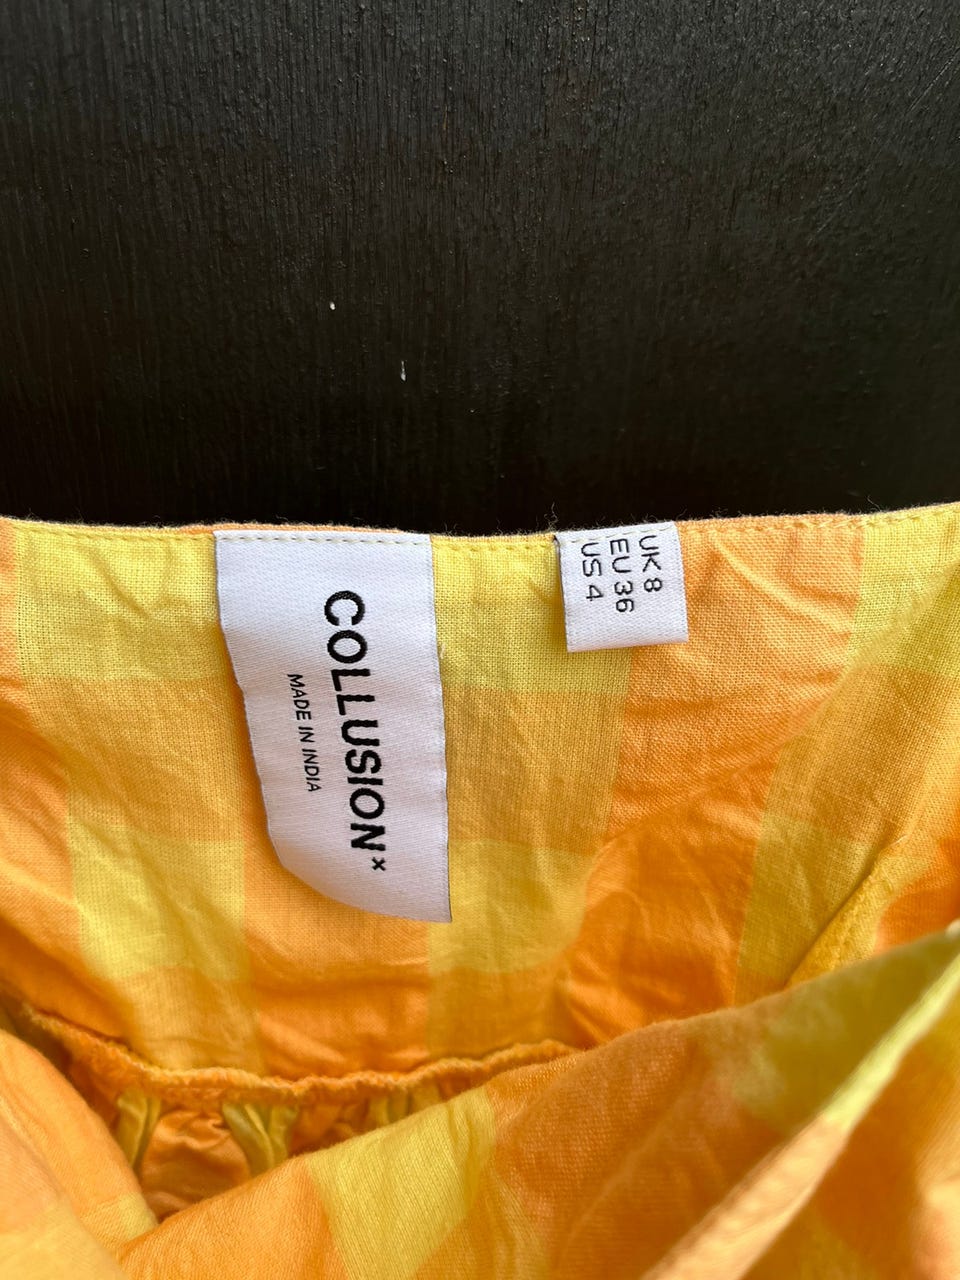 COLLUSION×
MADE IN INDIA
UK 8
EU 36
US 4